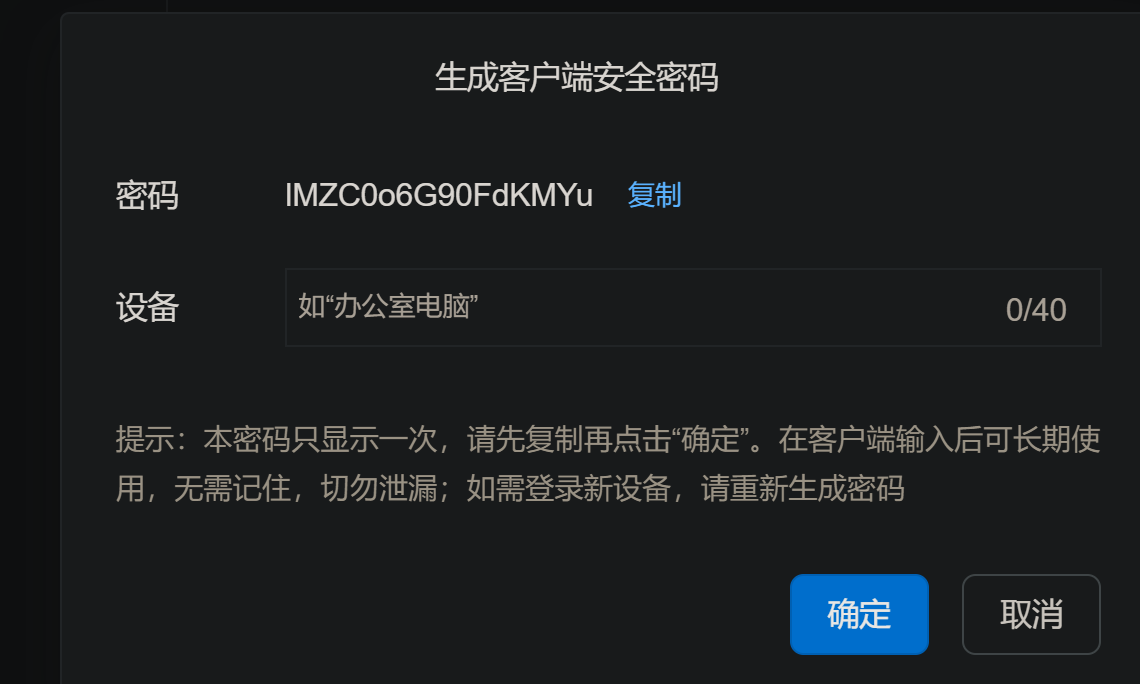 生成客户端安全密码
密码 lMZC0o6G90FdKMYu 复制
设备 如“办公室电脑” 0/40
提示：本密码只显示一次，请先复制再点击“确定”。在客户端输入后可长期使
用，无需记住，切勿泄漏；如需登录新设备，请重新生成密码
确定 取消